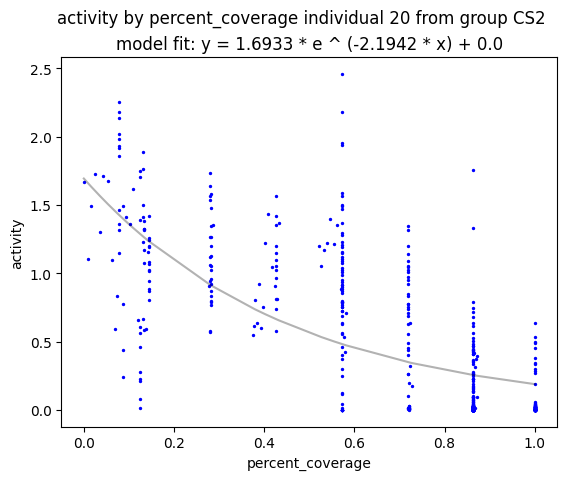 activity by percent_coverage individual 20 from group CS2
model fit: y = 1.6933 * e ^ (-2.1942 * x) + 0.0
2.5
2.0
1.5
1.0
0.5
0.0
activity
0.0 0.2 0.4 0.6 0.8 1.0
percent_coverage